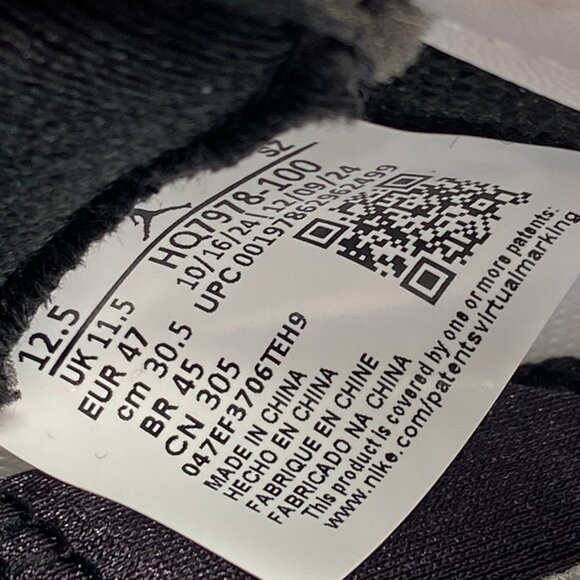 SZ
12.5
HQ7978-100
UK 11.5
10/16/24 | 12/09/24
EUR 47
UPC 00197862962499
cm 30.5
BR 45
CN 305
047EF3706TEH9
MADE IN CHINA
HECHO EN CHINA
FABRIQUE EN CHINE
FABRICADO NA CHINA
This product is covered by one or more patents:
www.nike.com/patentsvirtualmarking